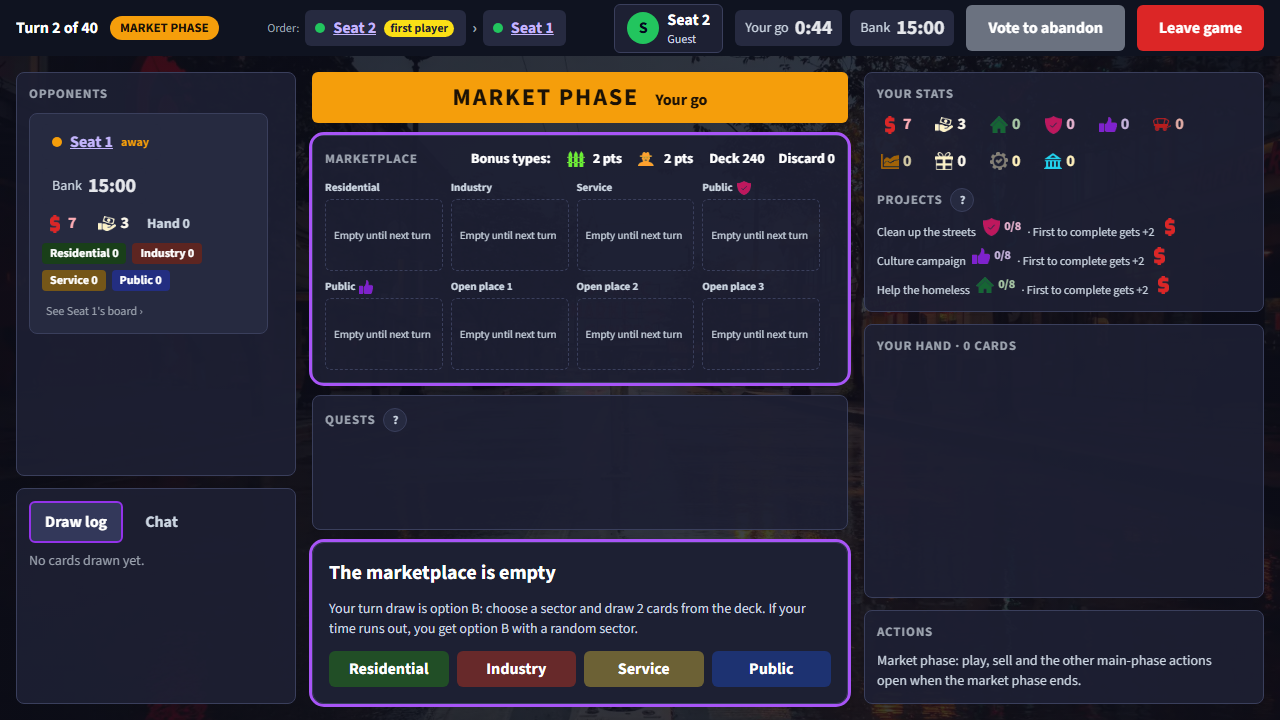 Turn 2 of 40 MARKET PHASE Order: Seat 2 first player › Seat 1 S Seat 2 Guest Your go 0:44 Bank 15:00 Vote to abandon Leave game
OPPONENTS
Seat 1 away
Bank 15:00
7 3 Hand 0
Residential 0 Industry 0
Service 0 Public 0
See Seat 1's board ›
Draw log Chat
No cards drawn yet.
MARKET PHASE Your go
MARKETPLACE Bonus types: 2 pts 2 pts Deck 240 Discard 0
Residential Industry Service Public
Empty until next turn Empty until next turn Empty until next turn Empty until next turn
Public Open place 1 Open place 2 Open place 3
Empty until next turn Empty until next turn Empty until next turn Empty until next turn
QUESTS ?
The marketplace is empty
Your turn draw is option B: choose a sector and draw 2 cards from the deck. If your
time runs out, you get option B with a random sector.
Residential Industry Service Public
YOUR STATS
7 3 0 0 0 0
0 0 0 0
PROJECTS ?
Clean up the streets 0/8 · First to complete gets +2
Culture campaign 0/8 · First to complete gets +2
Help the homeless 0/8 · First to complete gets +2
YOUR HAND · 0 CARDS
ACTIONS
Market phase: play, sell and the other main-phase actions
open when the market phase ends.